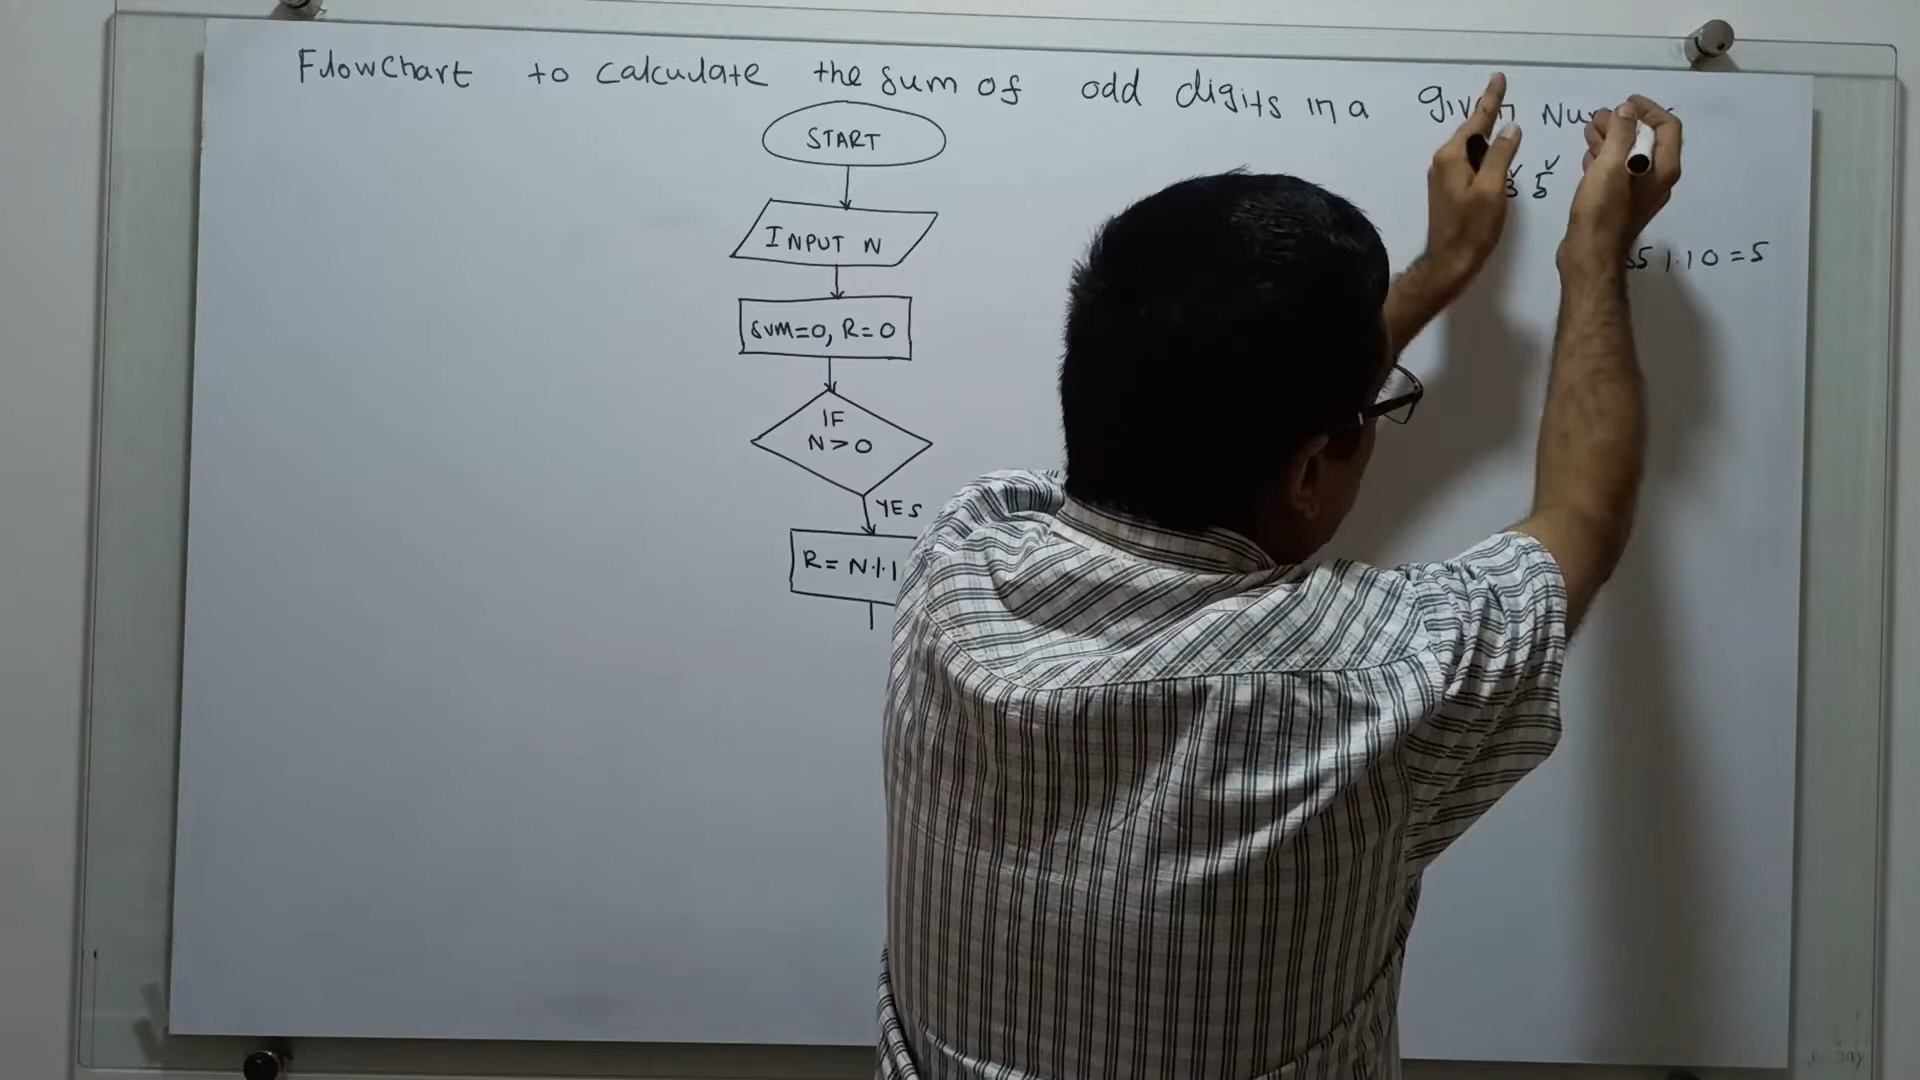 FlowChart to calculate the sum of odd digits in a given
START
3 5
INPUT N
5 % 10 = 5
sum=0, R=0
IF
N > 0
YES
R = N % 1